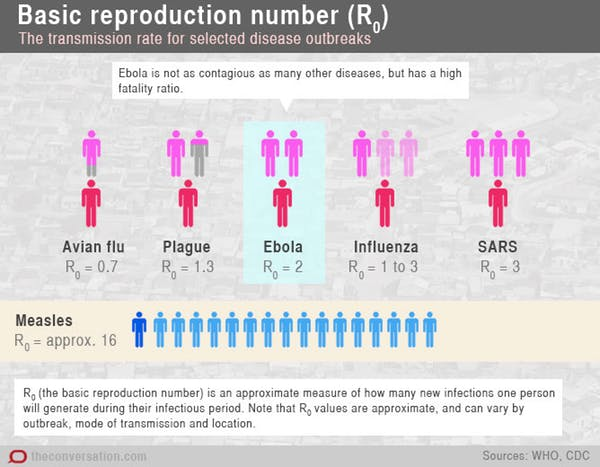 Basic reproduction number (R0)
The transmission rate for selected disease outbreaks
Ebola is not as contagious as many other diseases, but has a high
fatality ratio.
Avian flu
R0 = 0.7
Plague
R0 = 1.3
Ebola
R0 = 2
Influenza
R0 = 1 to 3
SARS
R0 = 3
Measles
R0 = approx. 16
R0 (the basic reproduction number) is an approximate measure of how many new infections one person
will generate during their infectious period. Note that R0 values are approximate, and can vary by
outbreak, mode of transmission and location.
theconversation.com
Sources: WHO, CDC